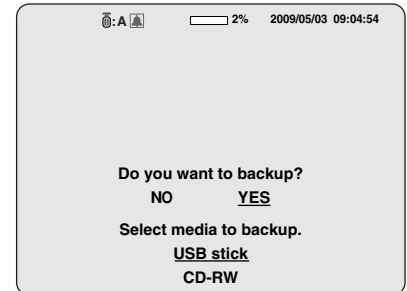 :A 2% 2009/05/03 09:04:54
Do you want to backup?
NO YES
Select media to backup.
USB stick
CD-RW